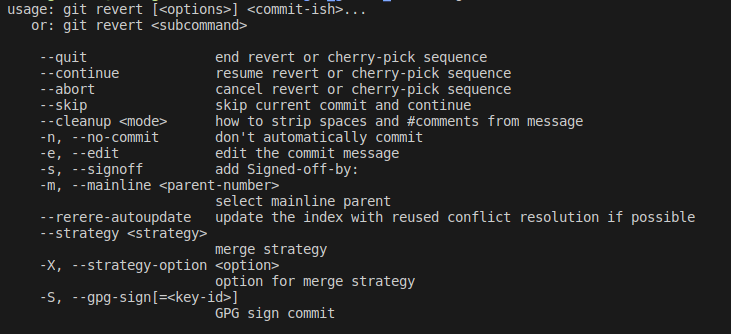 usage: git revert [<options>] <commit-ish>...
or: git revert <subcommand>
--quit end revert or cherry-pick sequence
--continue resume revert or cherry-pick sequence
--abort cancel revert or cherry-pick sequence
--skip skip current commit and continue
--cleanup <mode> how to strip spaces and #comments from message
-n, --no-commit don't automatically commit
-e, --edit edit the commit message
-s, --signoff add Signed-off-by:
-m, --mainline <parent-number>
select mainline parent
--rerere-autoupdate update the index with reused conflict resolution if possible
--strategy <strategy>
merge strategy
-X, --strategy-option <option>
option for merge strategy
-S, --gpg-sign[=<key-id>]
GPG sign commit